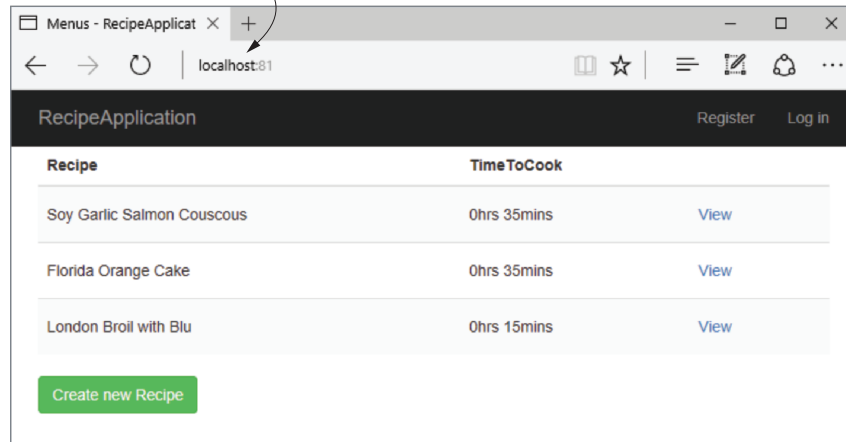 Menus - RecipeApplicat
localhost:81
RecipeApplication Register Log in
Recipe TimeToCook
Soy Garlic Salmon Couscous 0hrs 35mins View
Florida Orange Cake 0hrs 35mins View
London Broil with Blu 0hrs 15mins View
Create new Recipe